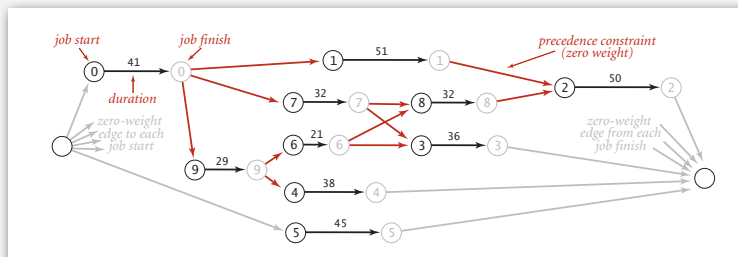 job start
job finish
precedence constraint
(zero weight)
41
51
0
0
1
1
duration
50
2
2
32
32
7
7
8
8
zero-weight
edge to each
job start
zero-weight
edge from each
job finish
21
36
6
6
3
3
29
9
9
38
4
4
45
5
5